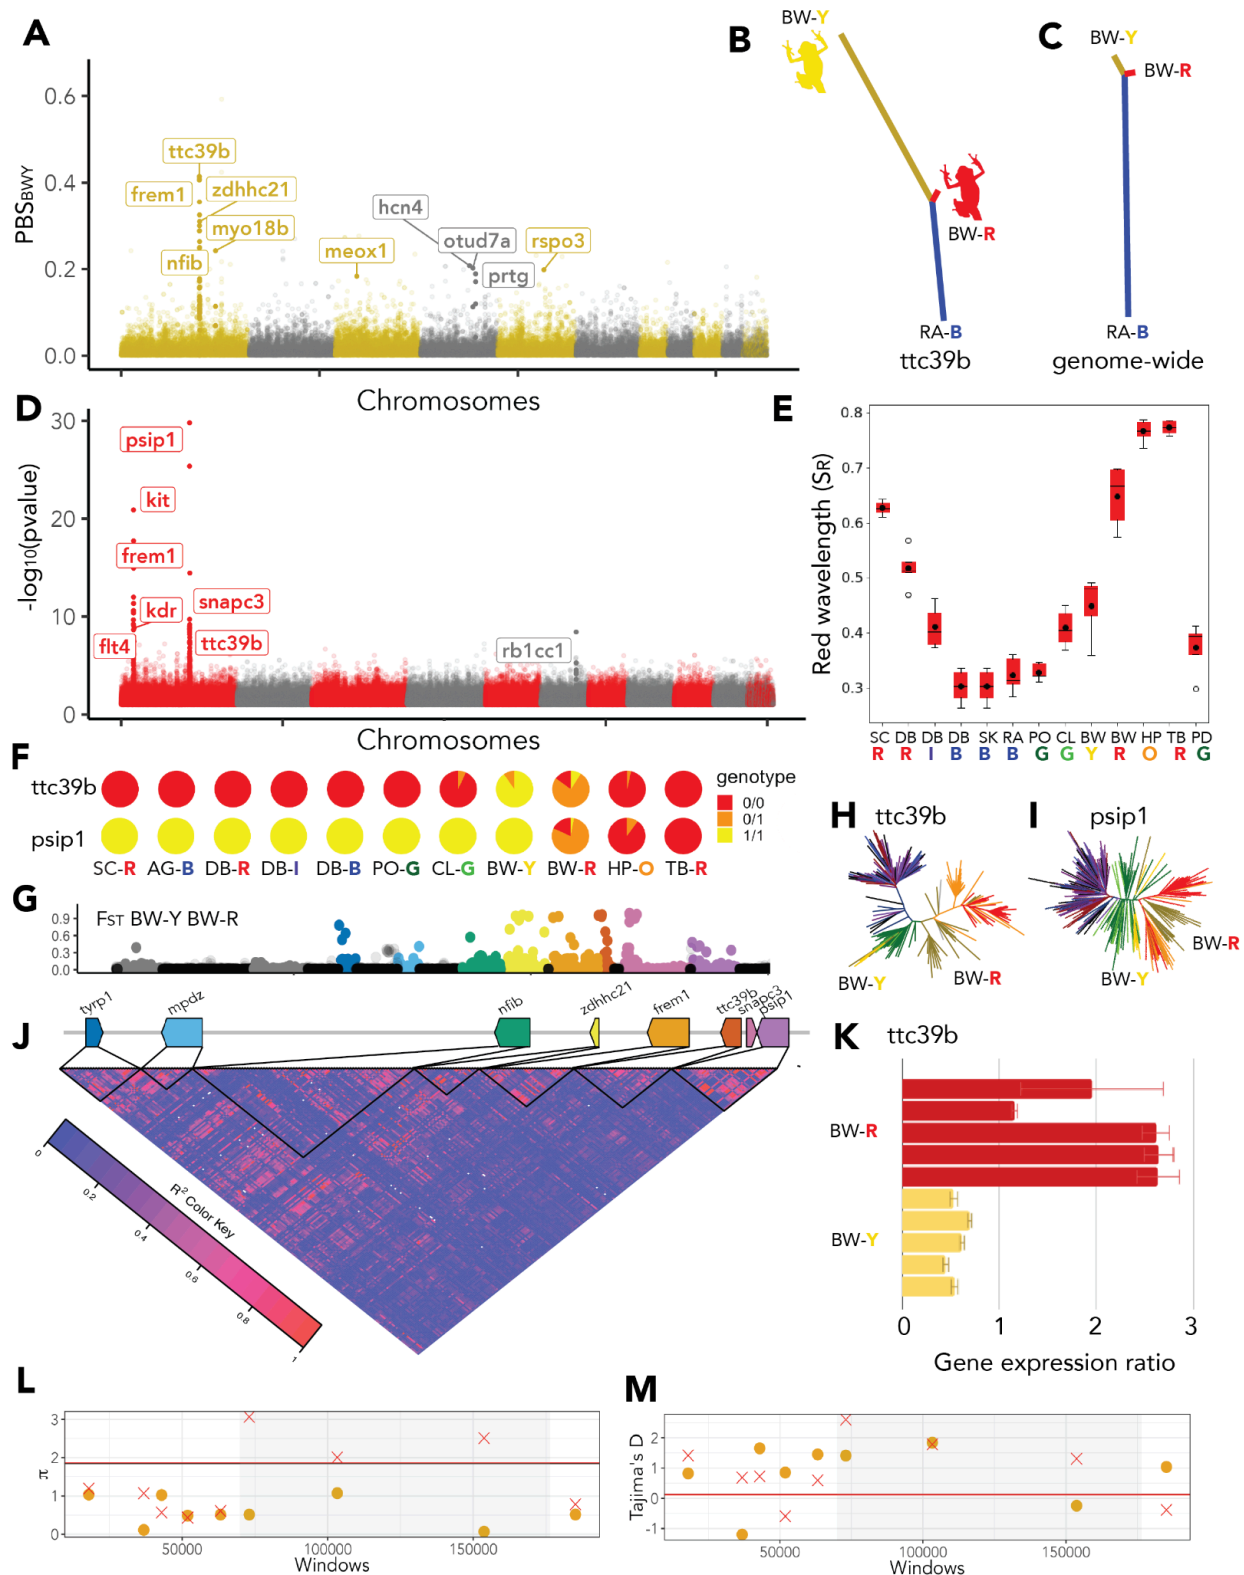 A
PBSBWY
0.6
0.4
0.2
0.0
ttc39b
frem1
zdhhc21
myo18b
nfib
meox1
hcn4
otud7a
prtg
rspo3
Chromosomes
B
BW-Y
BW-R
RA-B
ttc39b
C
BW-Y
BW-R
RA-B
genome-wide
D
-log10(pvalue)
30
20
10
0
psip1
kit
frem1
kdr
snapc3
flt4
ttc39b
rb1cc1
Chromosomes
E
Red wavelength (SR)
0.8
0.7
0.6
0.5
0.4
0.3
SC DB DB DB SK RA PO CL BW BW HP TB PD
R R I B B B G G Y R O R G
F
ttc39b
psip1
SC-R AG-B DB-R DB-I DB-B PO-G CL-G BW-Y BW-R HP-O TB-R
genotype
0/0
0/1
1/1
G
FST BW-Y BW-R
0.9
0.6
0.3
0.0
H
ttc39b
BW-Y
BW-R
I
psip1
BW-R
BW-Y
J
tyrp1
mpdz
nfib
zdhhc21
frem1
ttc39b
snapc3
psip1
R2 Color Key
0
0.2
0.4
0.6
0.8
1
K
ttc39b
BW-R
BW-Y
0 1 2 3
Gene expression ratio
L
π
3
2
1
0
50000 100000 150000
Windows
M
Tajima's D
2
1
0
-1
50000 100000 150000
Windows